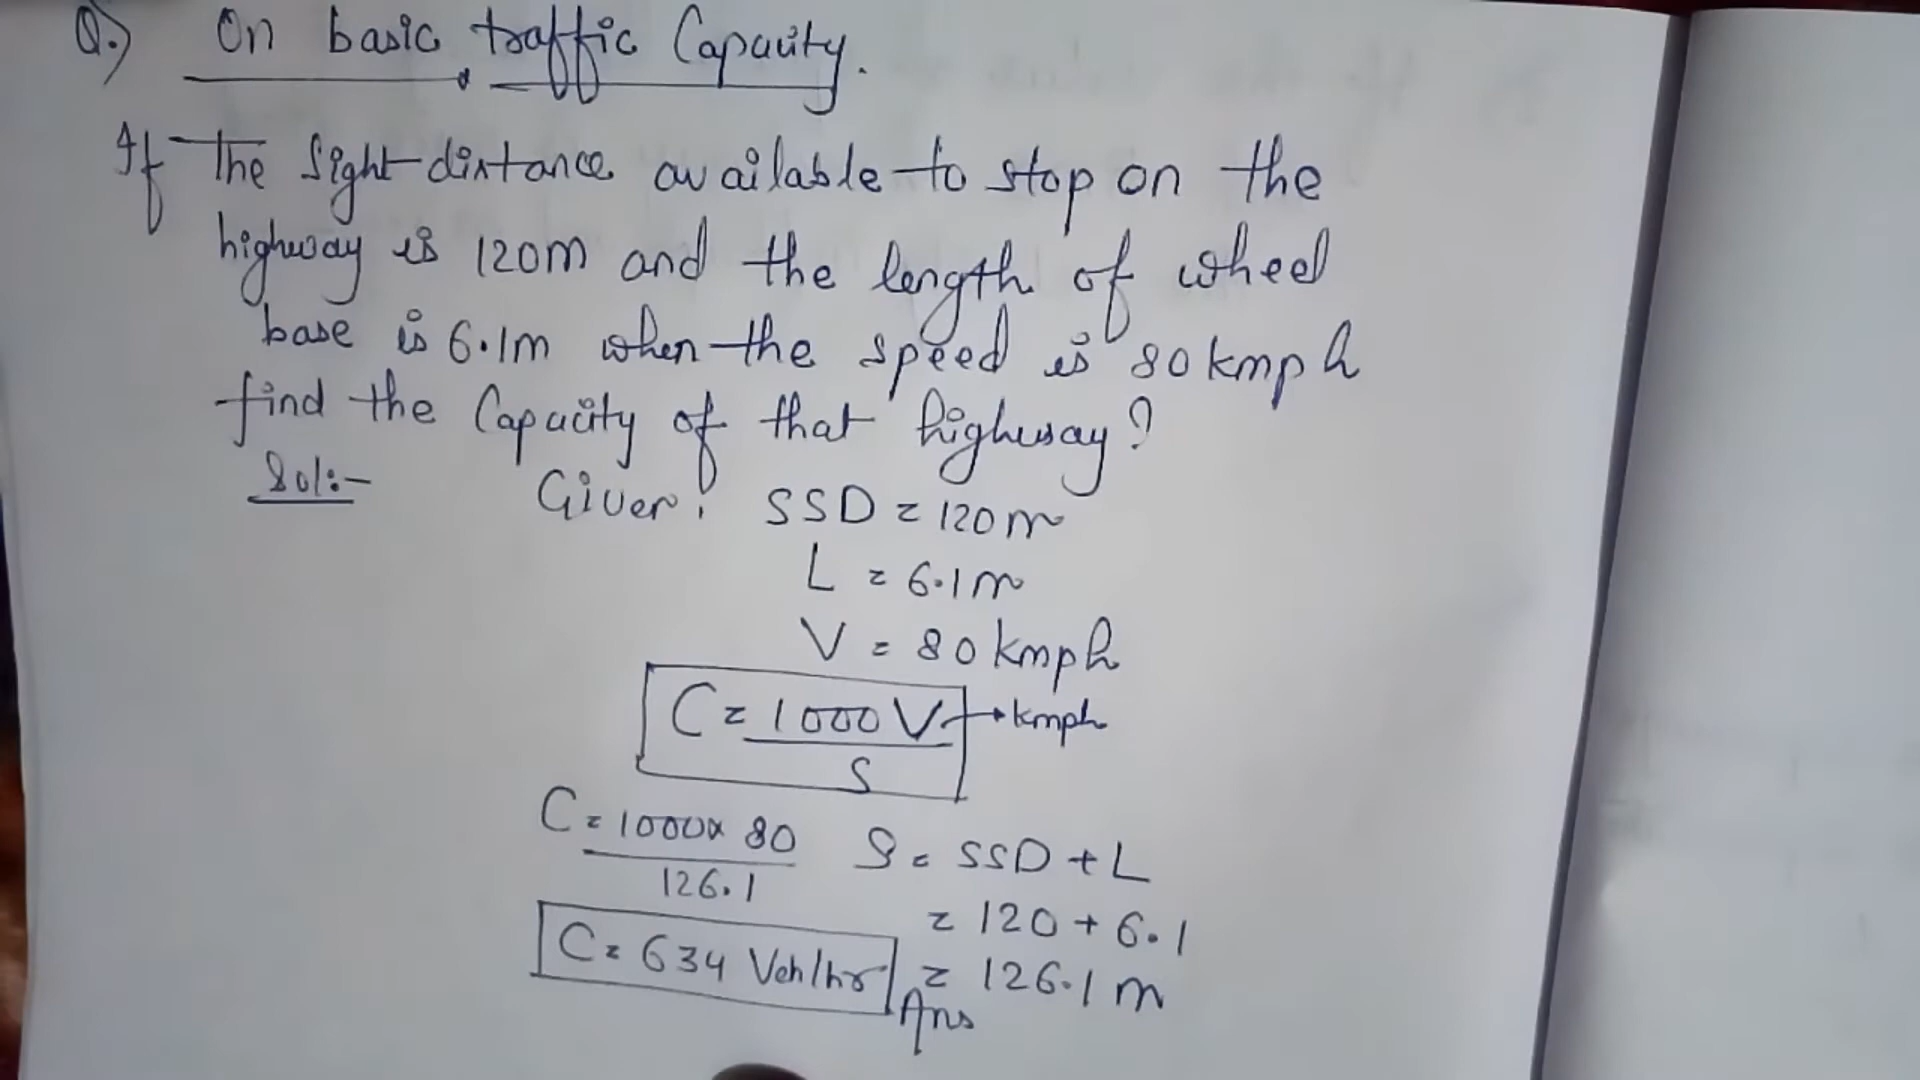 Q.) On basic traffic Capacity.
If The Sight distance available to stop on the
highway is 120m and the length of wheel
base is 6.1m when the speed is 80 kmph
find the Capacity of that highway?
Sol:-
Given: SSD = 120m
L = 6.1m
V = 80 kmph
C = 1000 V → kmph
S
C = 1000 x 80
126.1
S = SSD + L
= 120 + 6.1
= 126.1 m
C = 634 Veh/hr
Ans